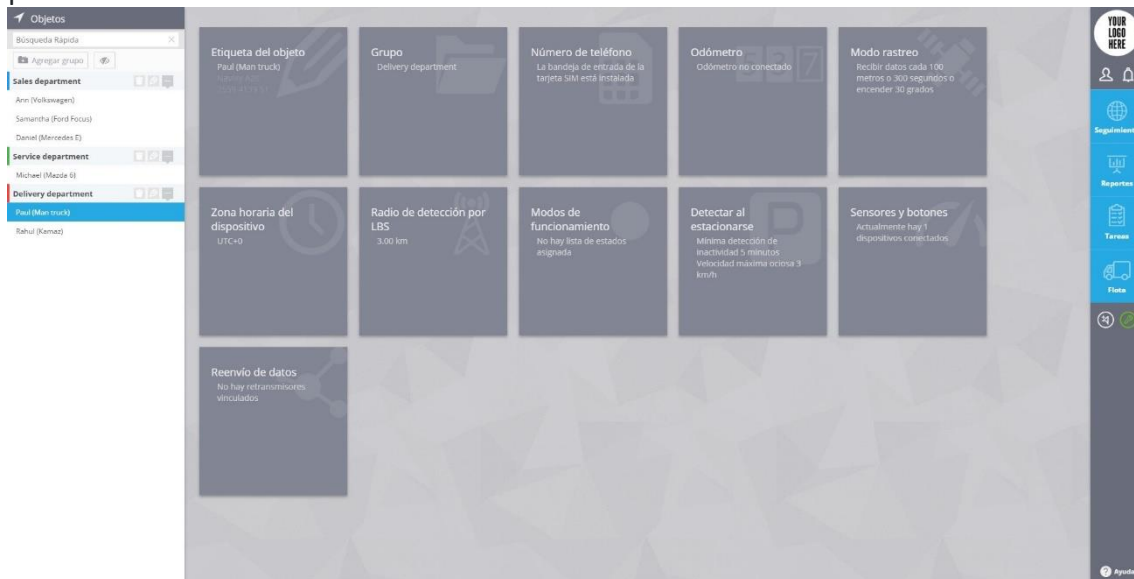 Objetos
Búsqueda Rápida
Agregar grupo
Sales department
Ann (Volkswagen)
Samantha (Ford Focus)
Daniel (Mercedes E)
Service department
Michael (Mazda 6)
Delivery department
Paul (Man truck)
Rahul (Kamaz)
Etiqueta del objeto
Paul (Man truck)
Grupo
Delivery department
Número de teléfono
La bandeja de entrada de la
tarjeta SIM está instalada
Odómetro
Odómetro no conectado
537
Modo rastreo
Recibir datos cada 100
metros o 300 segundos o
encender 30 grados
Zona horaria del
dispositivo
UTC+0
Radio de detección por
LBS
3.00 km
Modos de
funcionamiento
No hay lista de estados
asignada
Detectar al
estacionarse
Mínima detección de
inactividad 5 minutos
Velocidad máxima ociosa 3
km/h
P
Sensores y botones
Actualmente hay 1
dispositivos conectados
Reenvío de datos
No hay retransmisores
vinculados
YOUR
LOGO
HERE
Seguimient
Reportes
Tareas
Flota
Ayuda